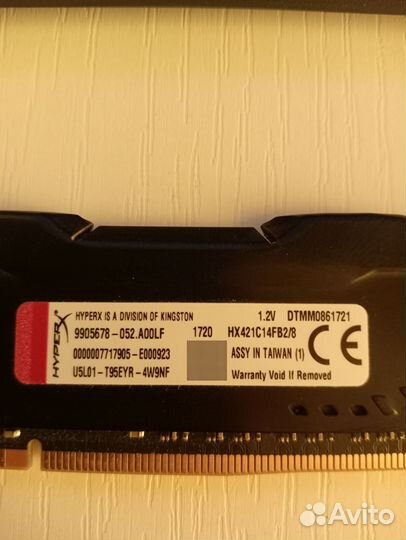 HYPERX
HYPERX IS A DIVISION OF KINGSTON 1.2V DTMM0861721
9905678-052.A00LF 1720 HX421C14FB2/8
0000007717905-E000923 ASSY IN TAIWAN (1)
U5L01-T95EYR-4W9NF Warranty Void If Removed
Avito